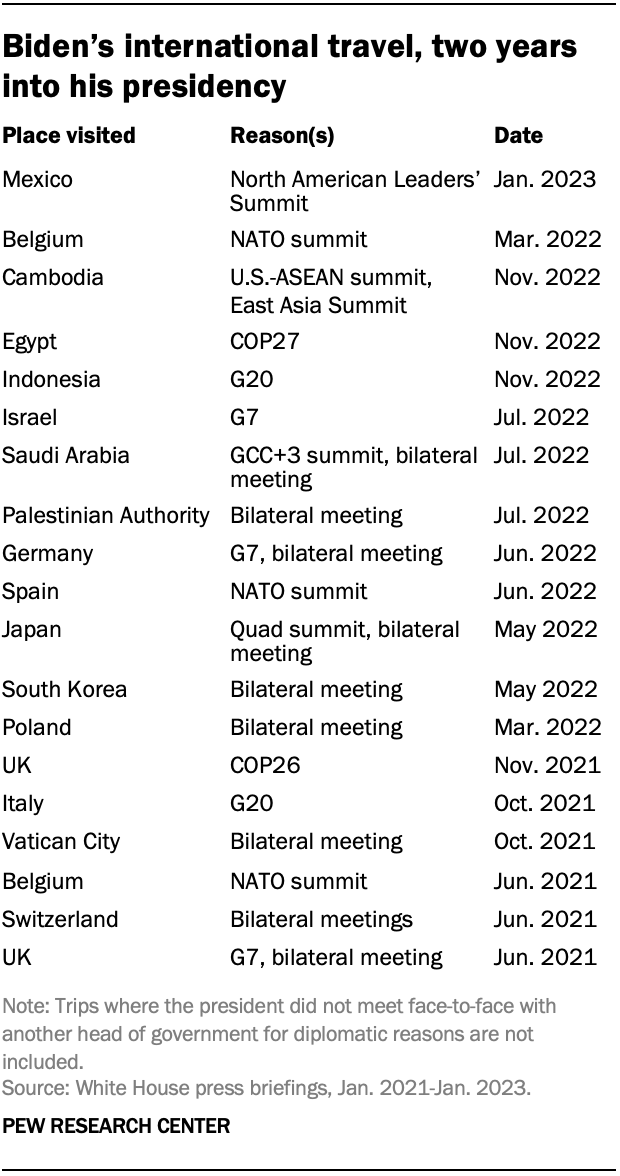 Biden’s international travel, two years
into his presidency
Place visited Reason(s) Date
Mexico North American Leaders’ Jan. 2023
Summit
Belgium NATO summit Mar. 2022
Cambodia U.S.-ASEAN summit, Nov. 2022
East Asia Summit
Egypt COP27 Nov. 2022
Indonesia G20 Nov. 2022
Israel G7 Jul. 2022
Saudi Arabia GCC+3 summit, bilateral Jul. 2022
meeting
Palestinian Authority Bilateral meeting Jul. 2022
Germany G7, bilateral meeting Jun. 2022
Spain NATO summit Jun. 2022
Japan Quad summit, bilateral May 2022
meeting
South Korea Bilateral meeting May 2022
Poland Bilateral meeting Mar. 2022
UK COP26 Nov. 2021
Italy G20 Oct. 2021
Vatican City Bilateral meeting Oct. 2021
Belgium NATO summit Jun. 2021
Switzerland Bilateral meetings Jun. 2021
UK G7, bilateral meeting Jun. 2021
Note: Trips where the president did not meet face-to-face with
another head of government for diplomatic reasons are not
included.
Source: White House press briefings, Jan. 2021-Jan. 2023.
PEW RESEARCH CENTER